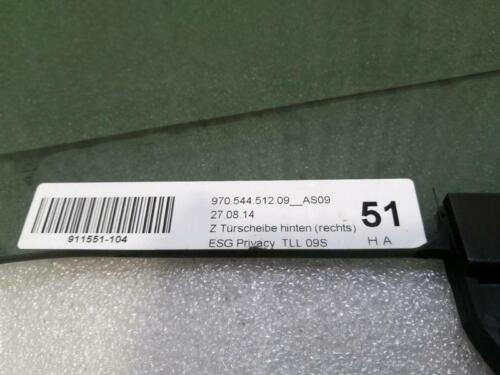 970.544.512.09__AS09
27.08.14
Z Türscheibe hinten (rechts)
ESG Privacy TLL 09S
51
H.A
911551-104